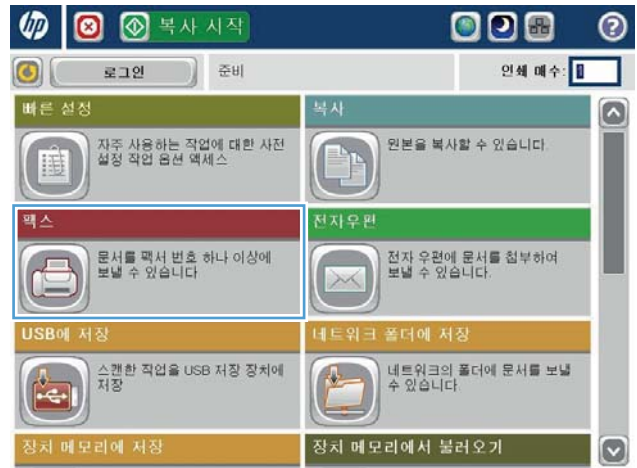 hp 복사 시작 ?
로그인 준비 인쇄 매수: 1
빠른 설정
자주 사용하는 작업에 대한 사전
설정 작업 옵션 액세스
복사
원본을 복사할 수 있습니다.
팩스
문서를 팩서 번호 하나 이상에
보낼 수 있습니다
전자우편
전자 우편에 문서를 첨부하여
보낼 수 있습니다.
USB에 저장
스캔한 작업을 USB 저장 장치에
저장
네트워크 폴더에 저장
네트워크의 폴더에 문서를 보낼
수 있습니다
장치 메모리에 저장
장치 메모리에서 불러오기